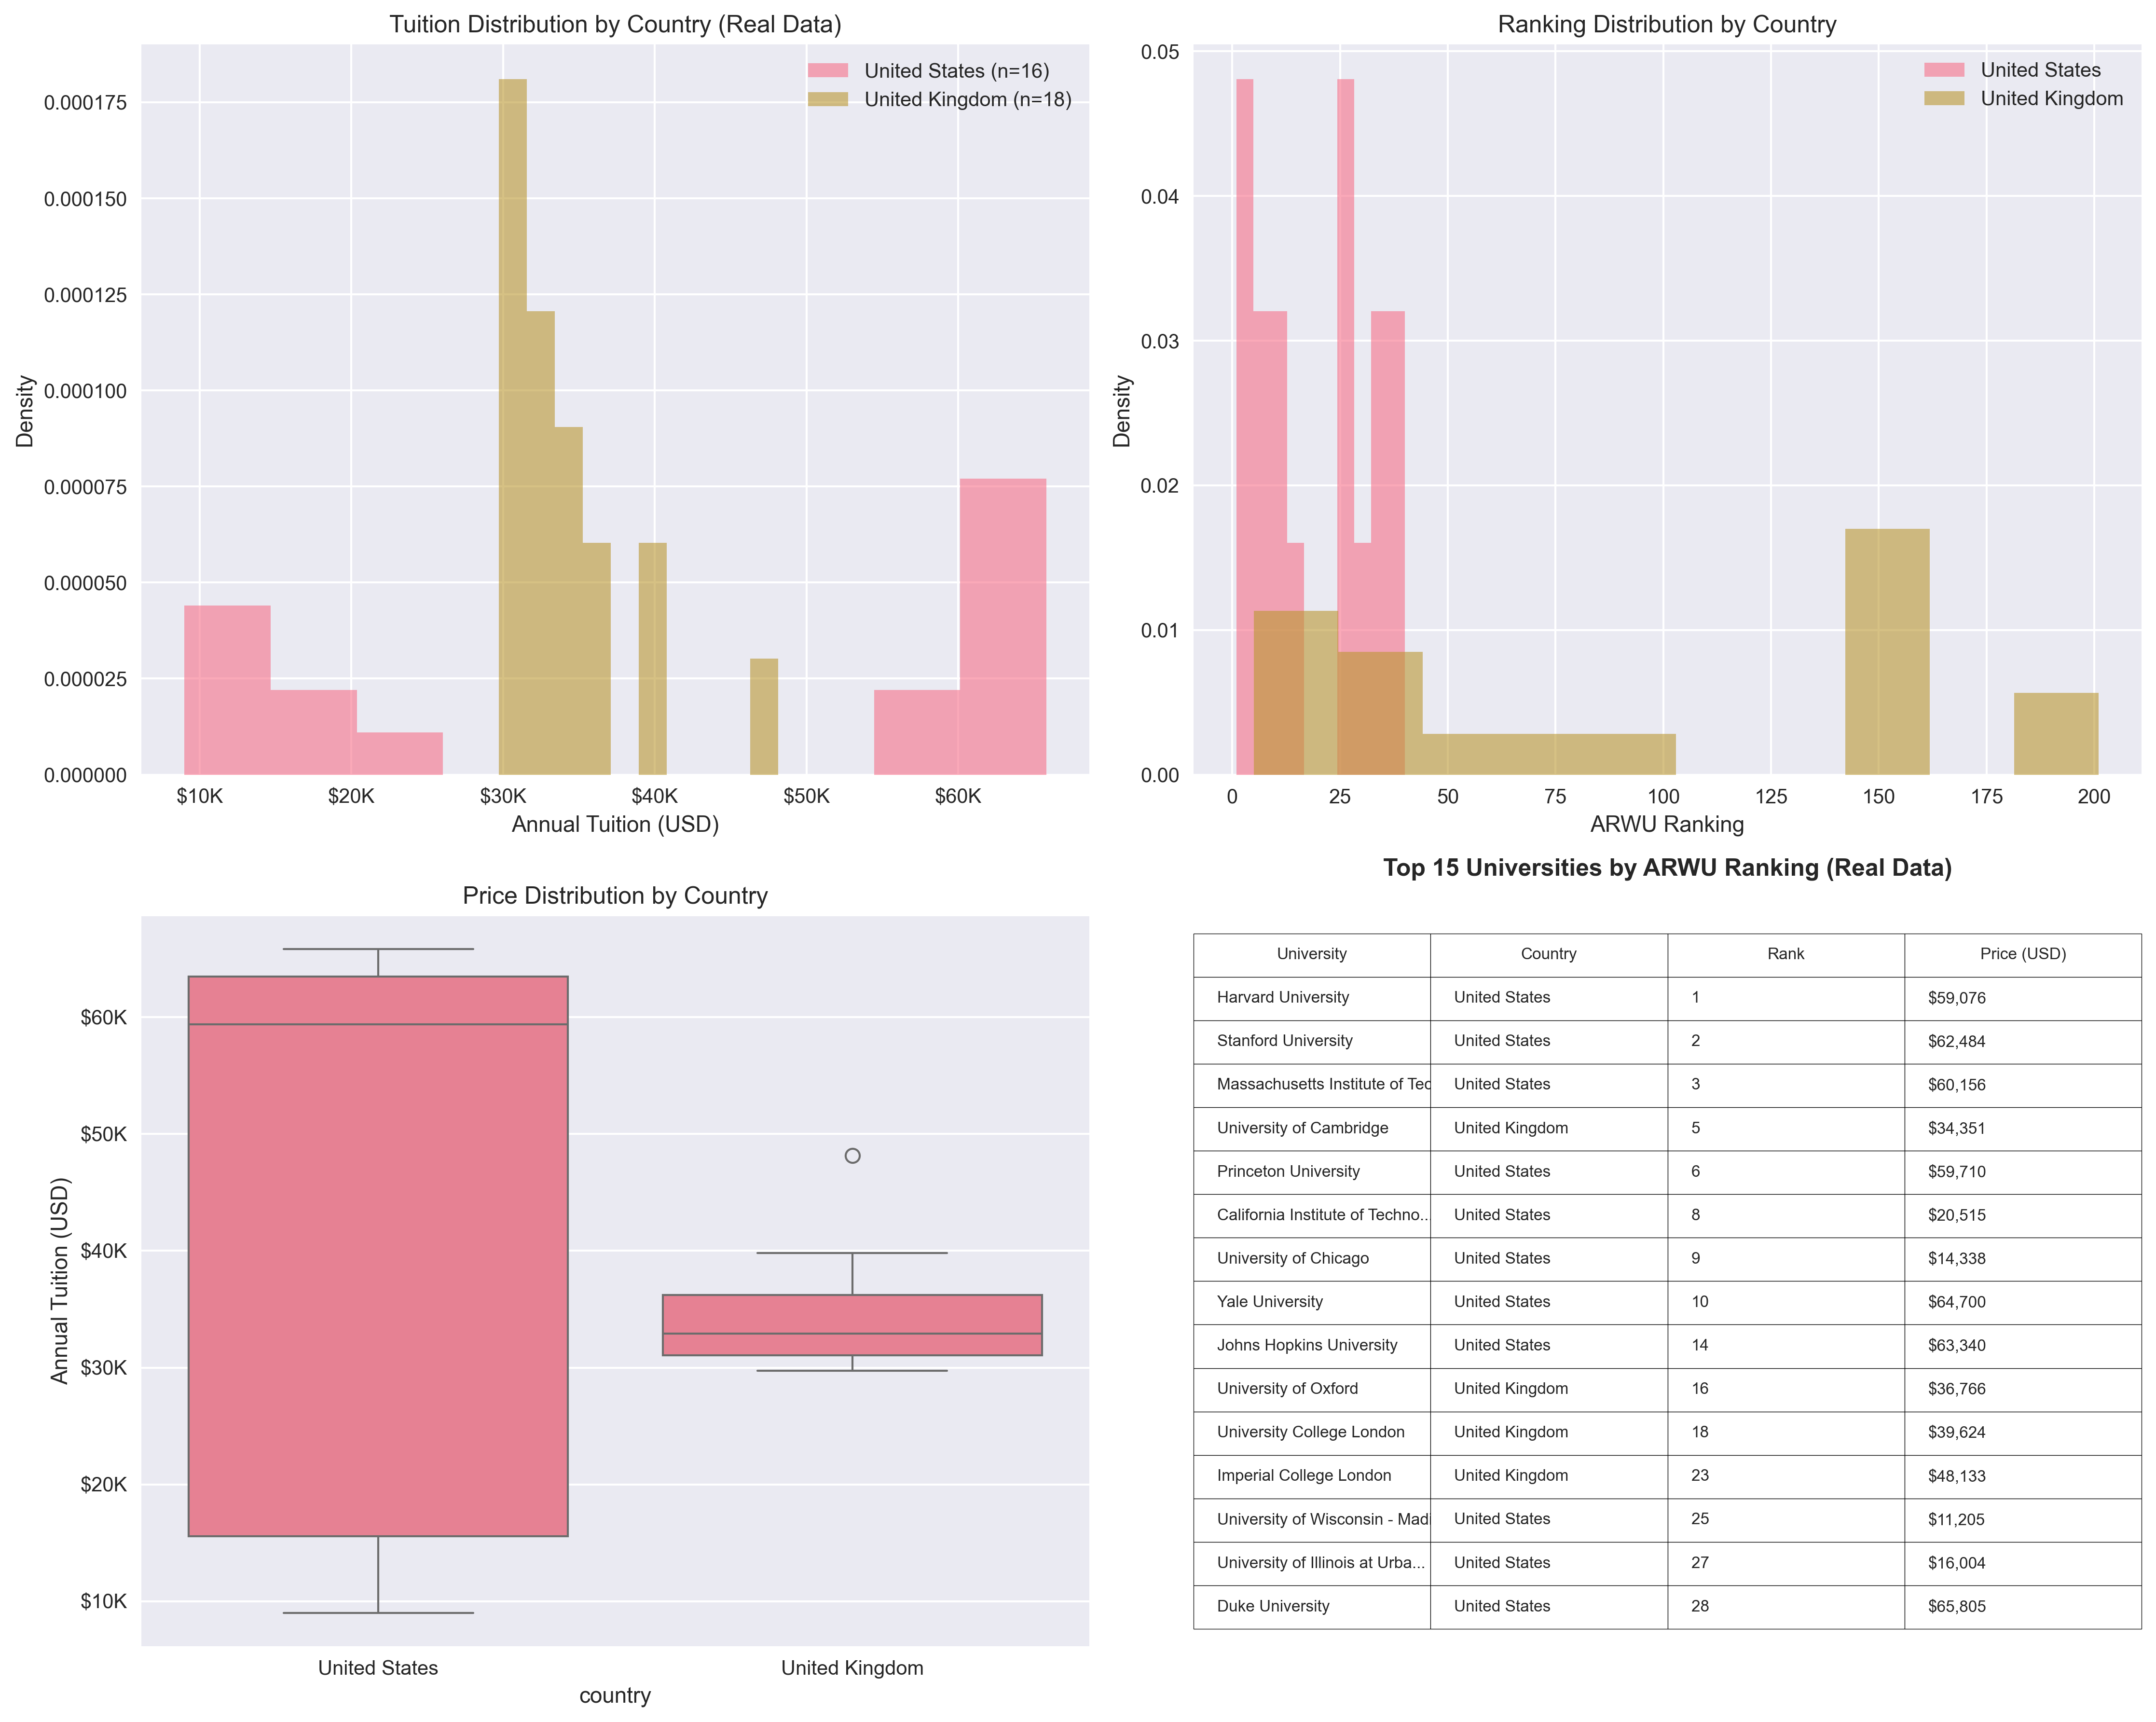 Tuition Distribution by Country (Real Data)
United States (n=16)
United Kingdom (n=18)
0.000175
0.000150
0.000125
0.000100
0.000075
0.000050
0.000025
0.000000
Density
$10K $20K $30K $40K $50K $60K
Annual Tuition (USD)
Ranking Distribution by Country
United States
United Kingdom
0.05
0.04
0.03
0.02
0.01
0.00
Density
0 25 50 75 100 125 150 175 200
ARWU Ranking
Price Distribution by Country
$60K
$50K
$40K
$30K
$20K
$10K
Annual Tuition (USD)
United States United Kingdom
country
Top 15 Universities by ARWU Ranking (Real Data)
University Country Rank Price (USD)
Harvard University United States 1 $59,076
Stanford University United States 2 $62,484
Massachusetts Institute of Tec United States 3 $60,156
University of Cambridge United Kingdom 5 $34,351
Princeton University United States 6 $59,710
California Institute of Techno... United States 8 $20,515
University of Chicago United States 9 $14,338
Yale University United States 10 $64,700
Johns Hopkins University United States 14 $63,340
University of Oxford United Kingdom 16 $36,766
University College London United Kingdom 18 $39,624
Imperial College London United Kingdom 23 $48,133
University of Wisconsin - Madi United States 25 $11,205
University of Illinois at Urba... United States 27 $16,004
Duke University United States 28 $65,805